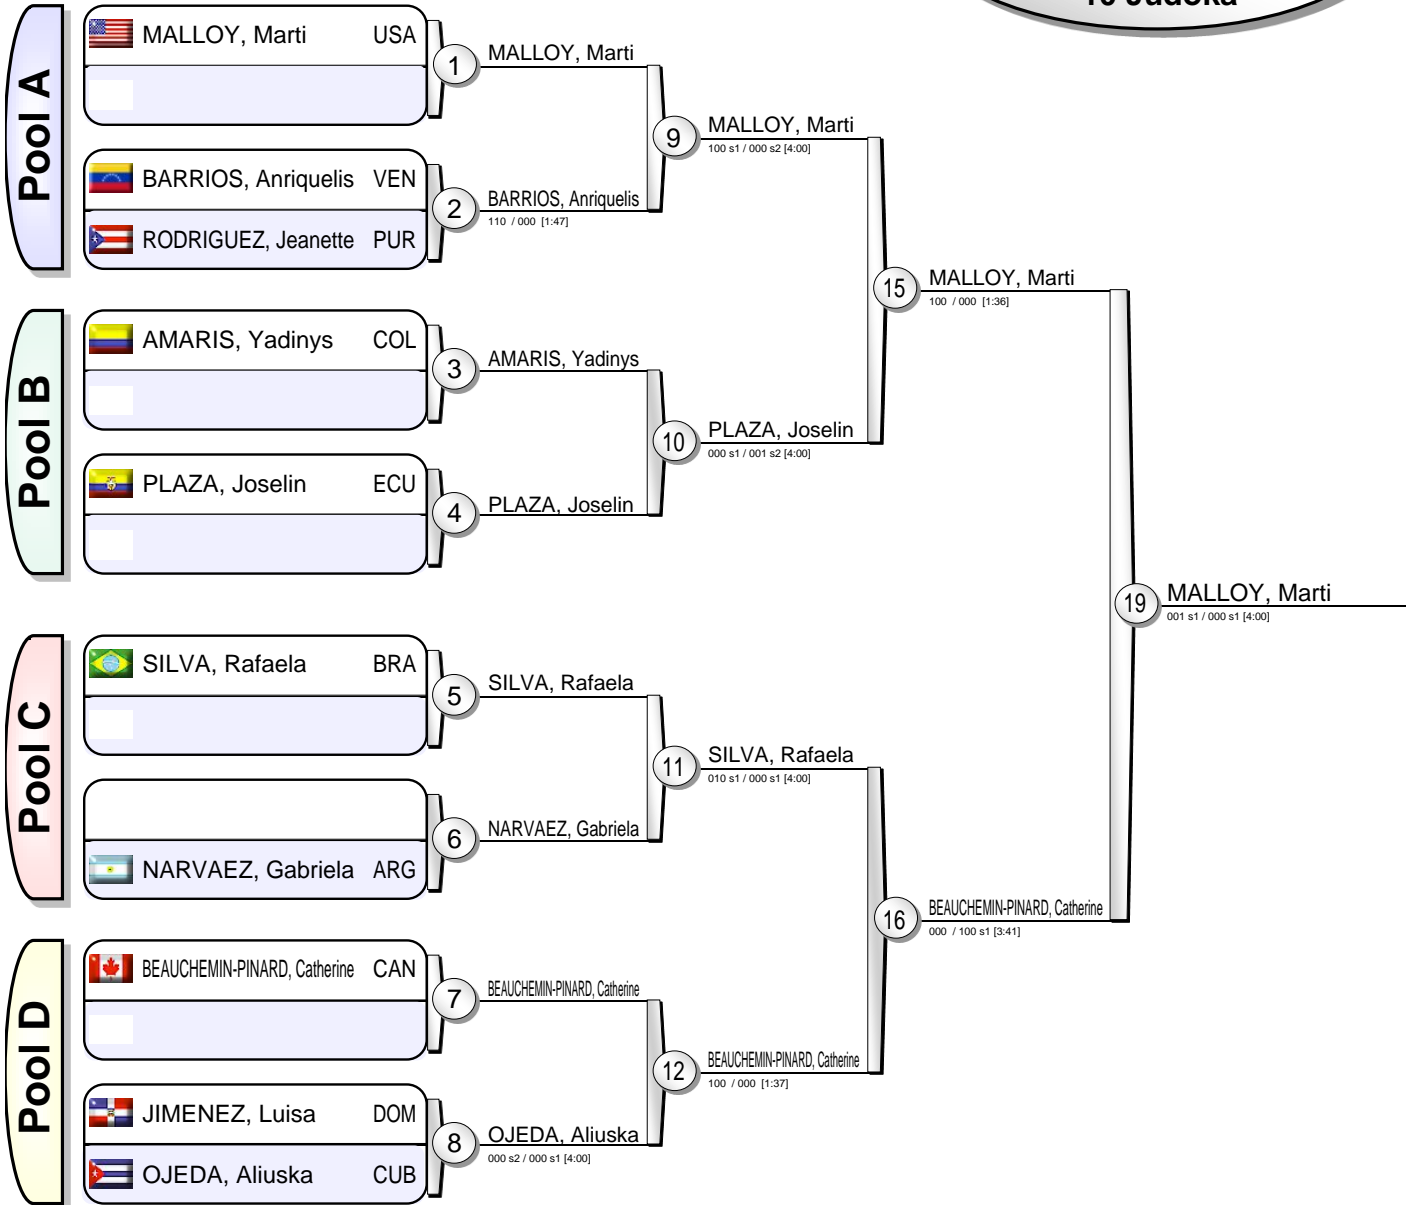 10 Judoka
Pool A
MALLOY, Marti USA
BARRIOS, Anriquelis VEN
RODRIGUEZ, Jeanette PUR
1
MALLOY, Marti
2
BARRIOS, Anriquelis
110 / 000 [1:47]
9
MALLOY, Marti
100 s1 / 000 s2 [4:00]
Pool B
AMARIS, Yadinys COL
PLAZA, Joselin ECU
3
AMARIS, Yadinys
4
PLAZA, Joselin
10
PLAZA, Joselin
000 s1 / 001 s2 [4:00]
15
MALLOY, Marti
100 / 000 [1:36]
Pool C
SILVA, Rafaela BRA
NARVAEZ, Gabriela ARG
5
SILVA, Rafaela
6
NARVAEZ, Gabriela
11
SILVA, Rafaela
010 s1 / 000 s1 [4:00]
Pool D
BEAUCHEMIN-PINARD, Catherine CAN
JIMENEZ, Luisa DOM
OJEDA, Aliuska CUB
7
BEAUCHEMIN-PINARD, Catherine
8
OJEDA, Aliuska
000 s2 / 000 s1 [4:00]
12
BEAUCHEMIN-PINARD, Catherine
100 / 000 [1:37]
16
BEAUCHEMIN-PINARD, Catherine
000 / 100 s1 [3:41]
19
MALLOY, Marti
001 s1 / 000 s1 [4:00]